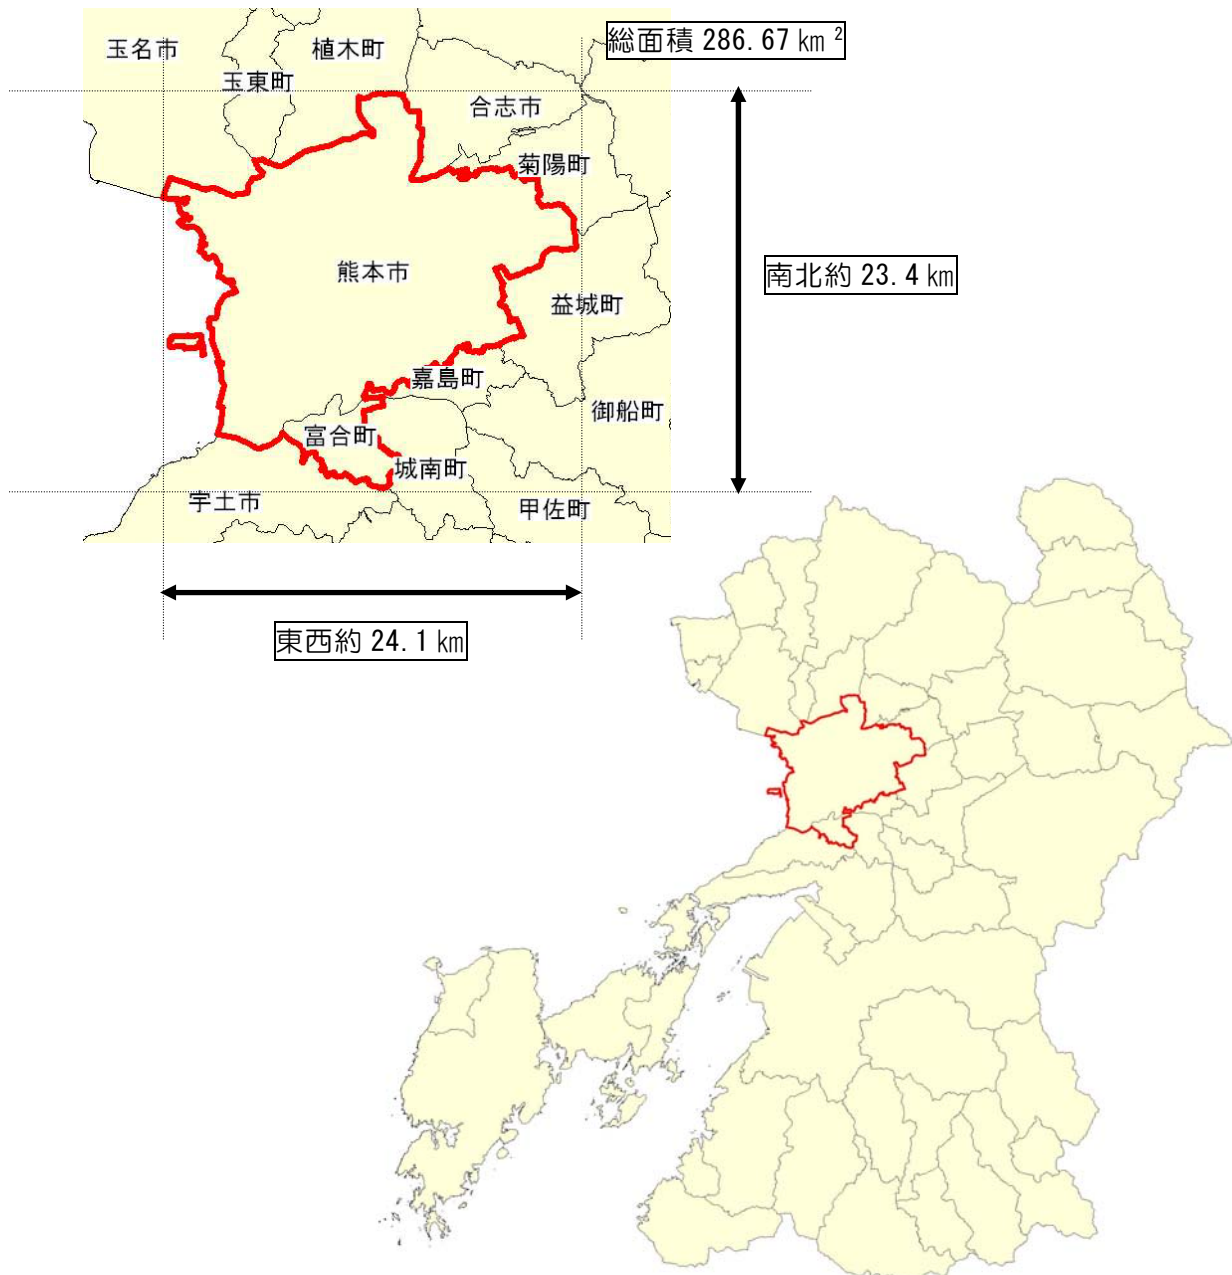 総面積 286.67 ㎢
玉名市
植木町
玉東町
合志市
菊陽町
熊本市
南北約 23.4 ㎞
益城町
嘉島町
御船町
富合町
城南町
宇土市
甲佐町
東西約 24.1 ㎞